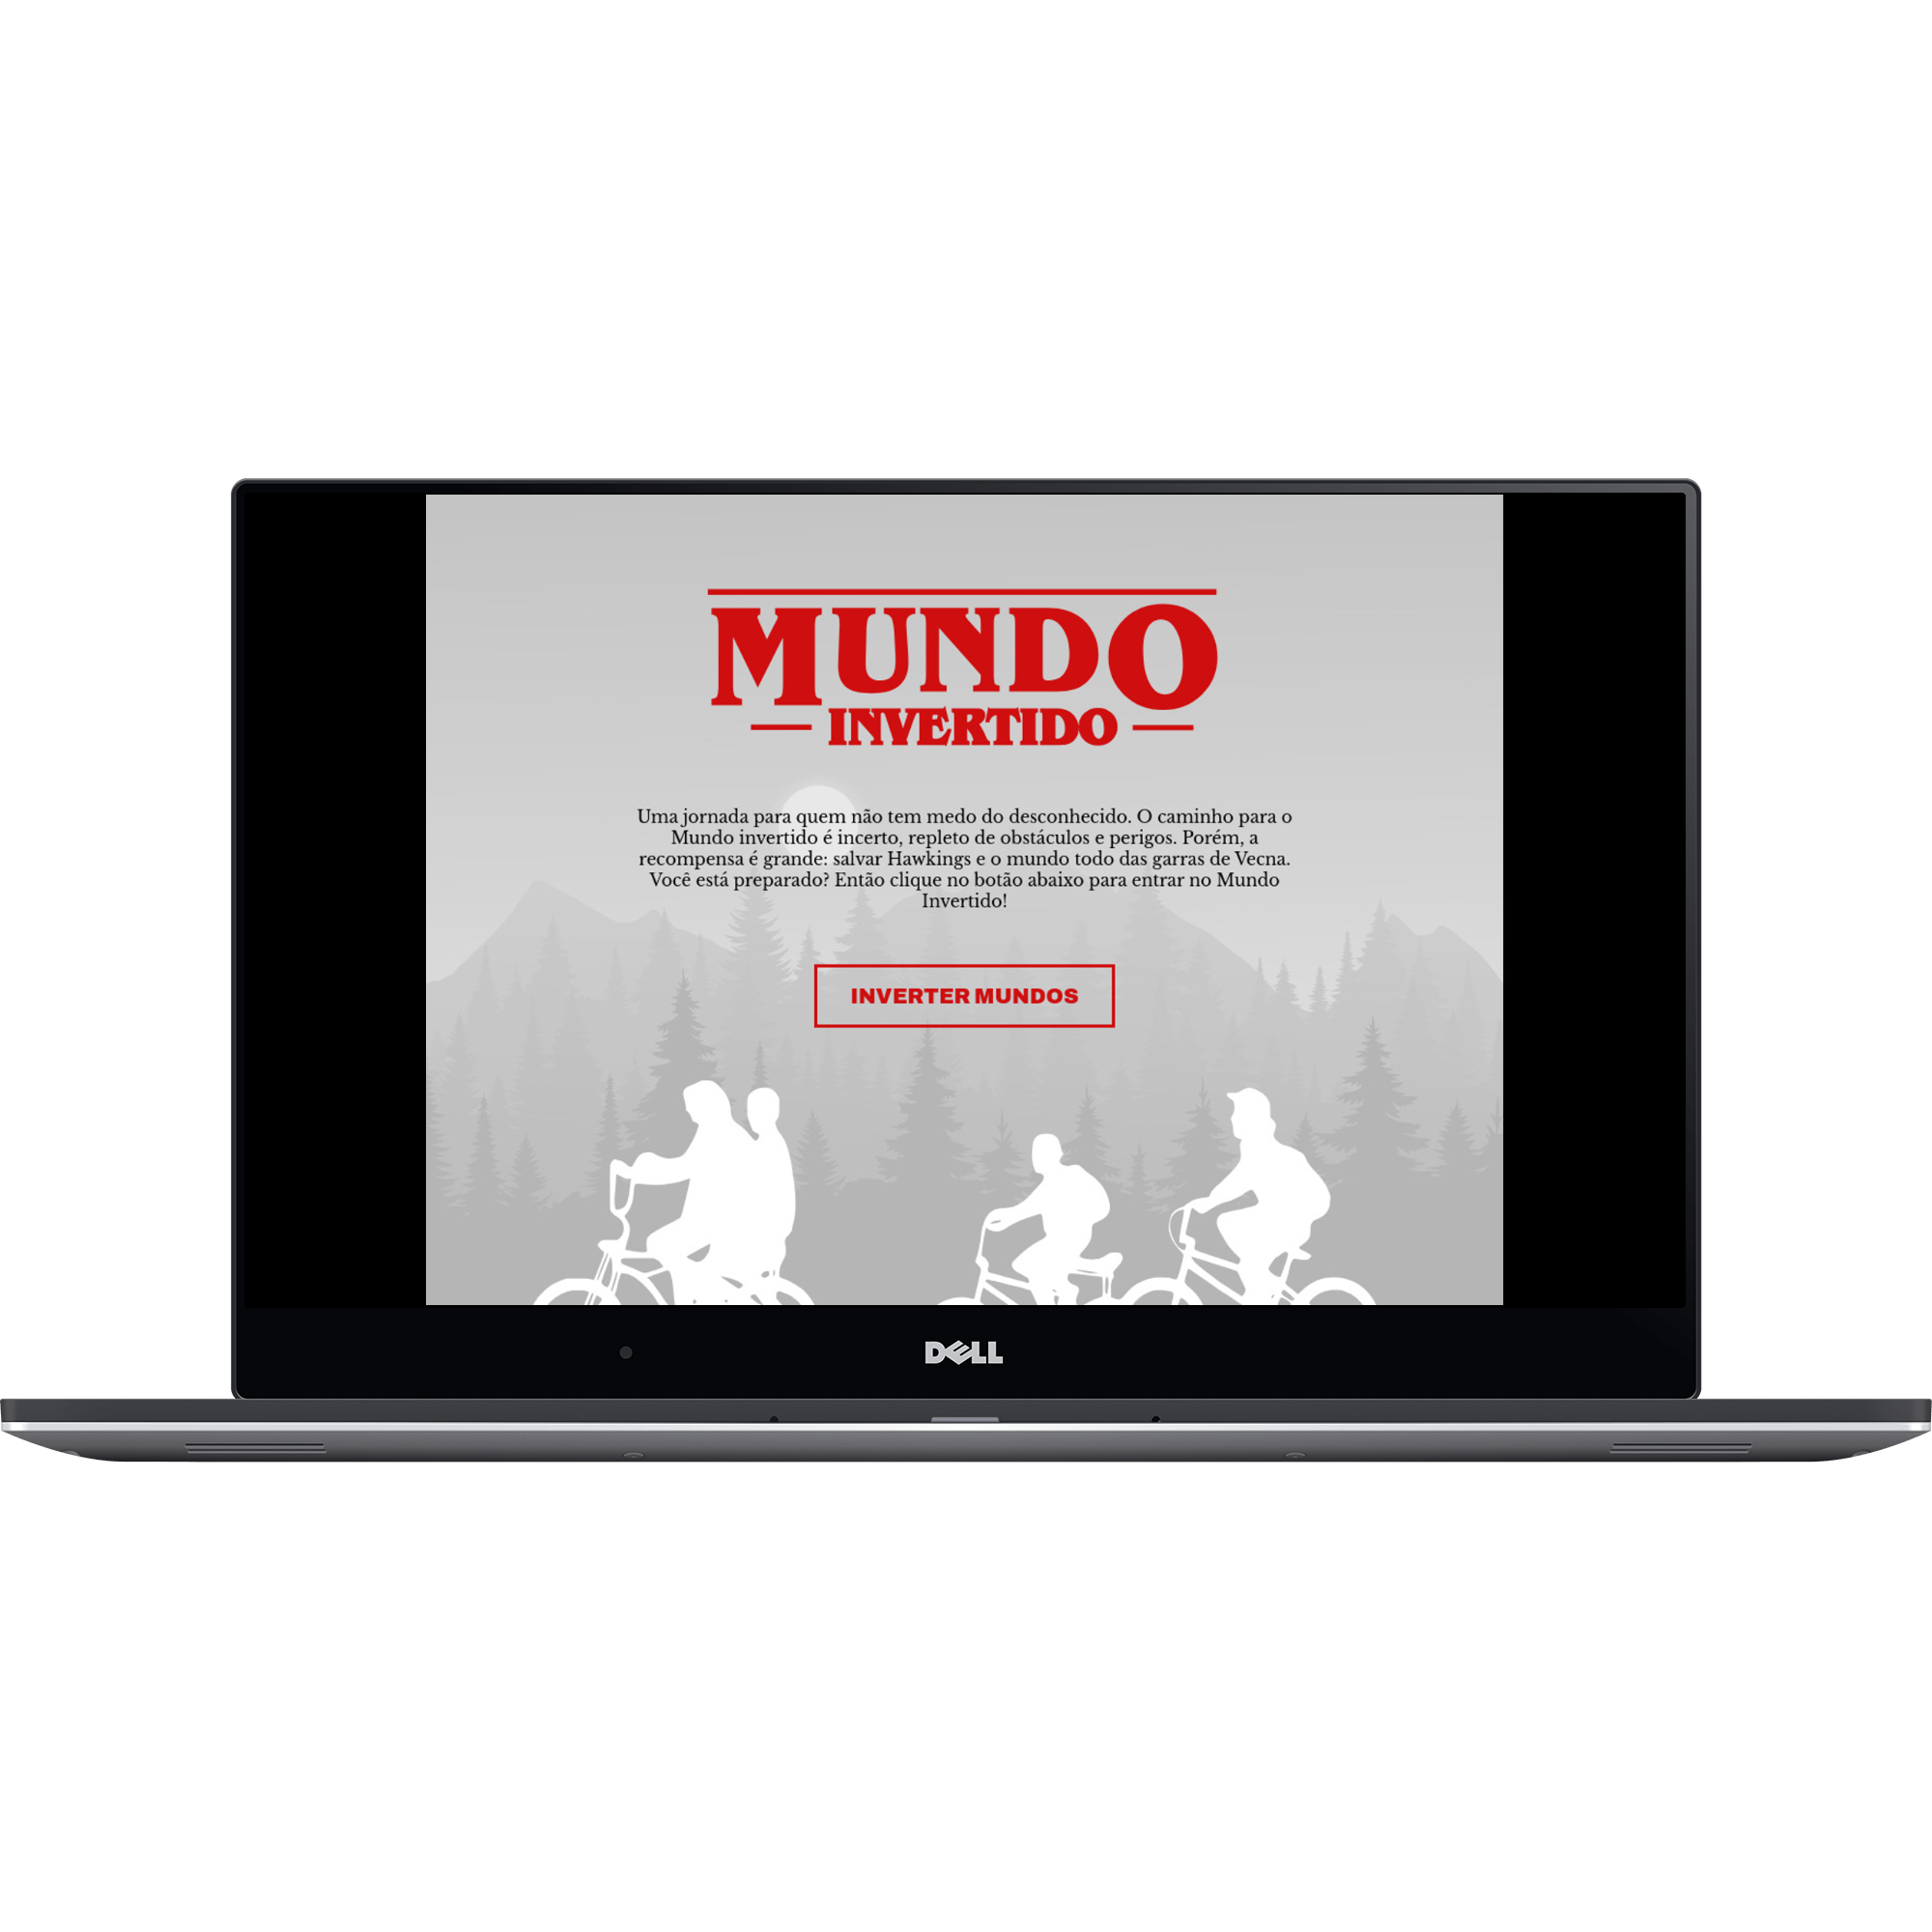 MUNDO
INVERTIDO
Uma jornada para quem não tem medo do desconhecido. O caminho para o
Mundo invertido é incerto, repleto de obstáculos e perigos. Porém, a
recompensa é grande: salvar Hawkings e o mundo todo das garras de Vecna.
Você está preparado? Então clique no botão abaixo para entrar no Mundo
Invertido!
INVERTER MUNDOS
DELL